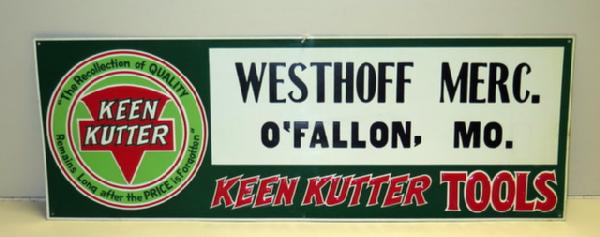 "The Recollection of QUALITY
Remains Long after the PRICE is Forgotten"
KEEN
KUTTER
WESTHOFF MERC.
O'FALLON, MO.
KEEN KUTTER TOOLS